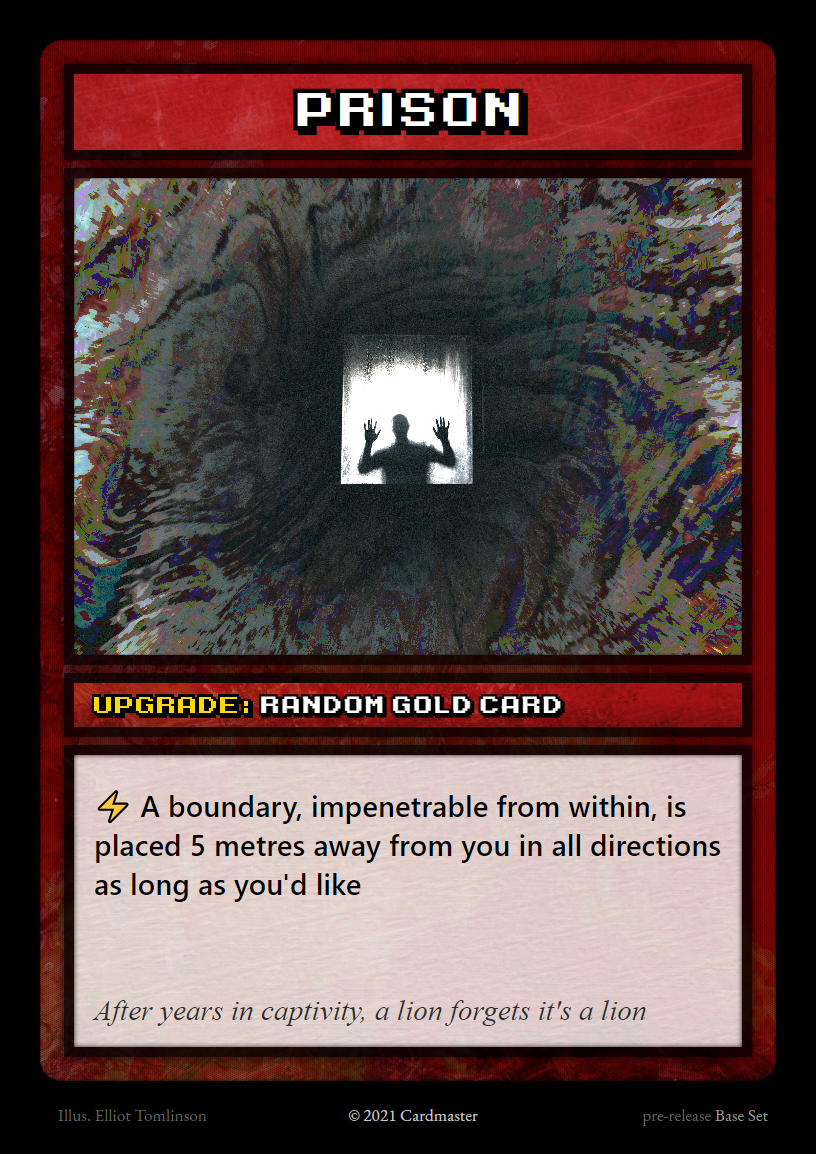 PRISON
UPGRADE: RANDOM GOLD CARD
⚡ A boundary, impenetrable from within, is
placed 5 metres away from you in all directions
as long as you'd like
After years in captivity, a lion forgets it's a lion
Illus. Elliot Tomlinson © 2021 Cardmaster pre-release Base Set